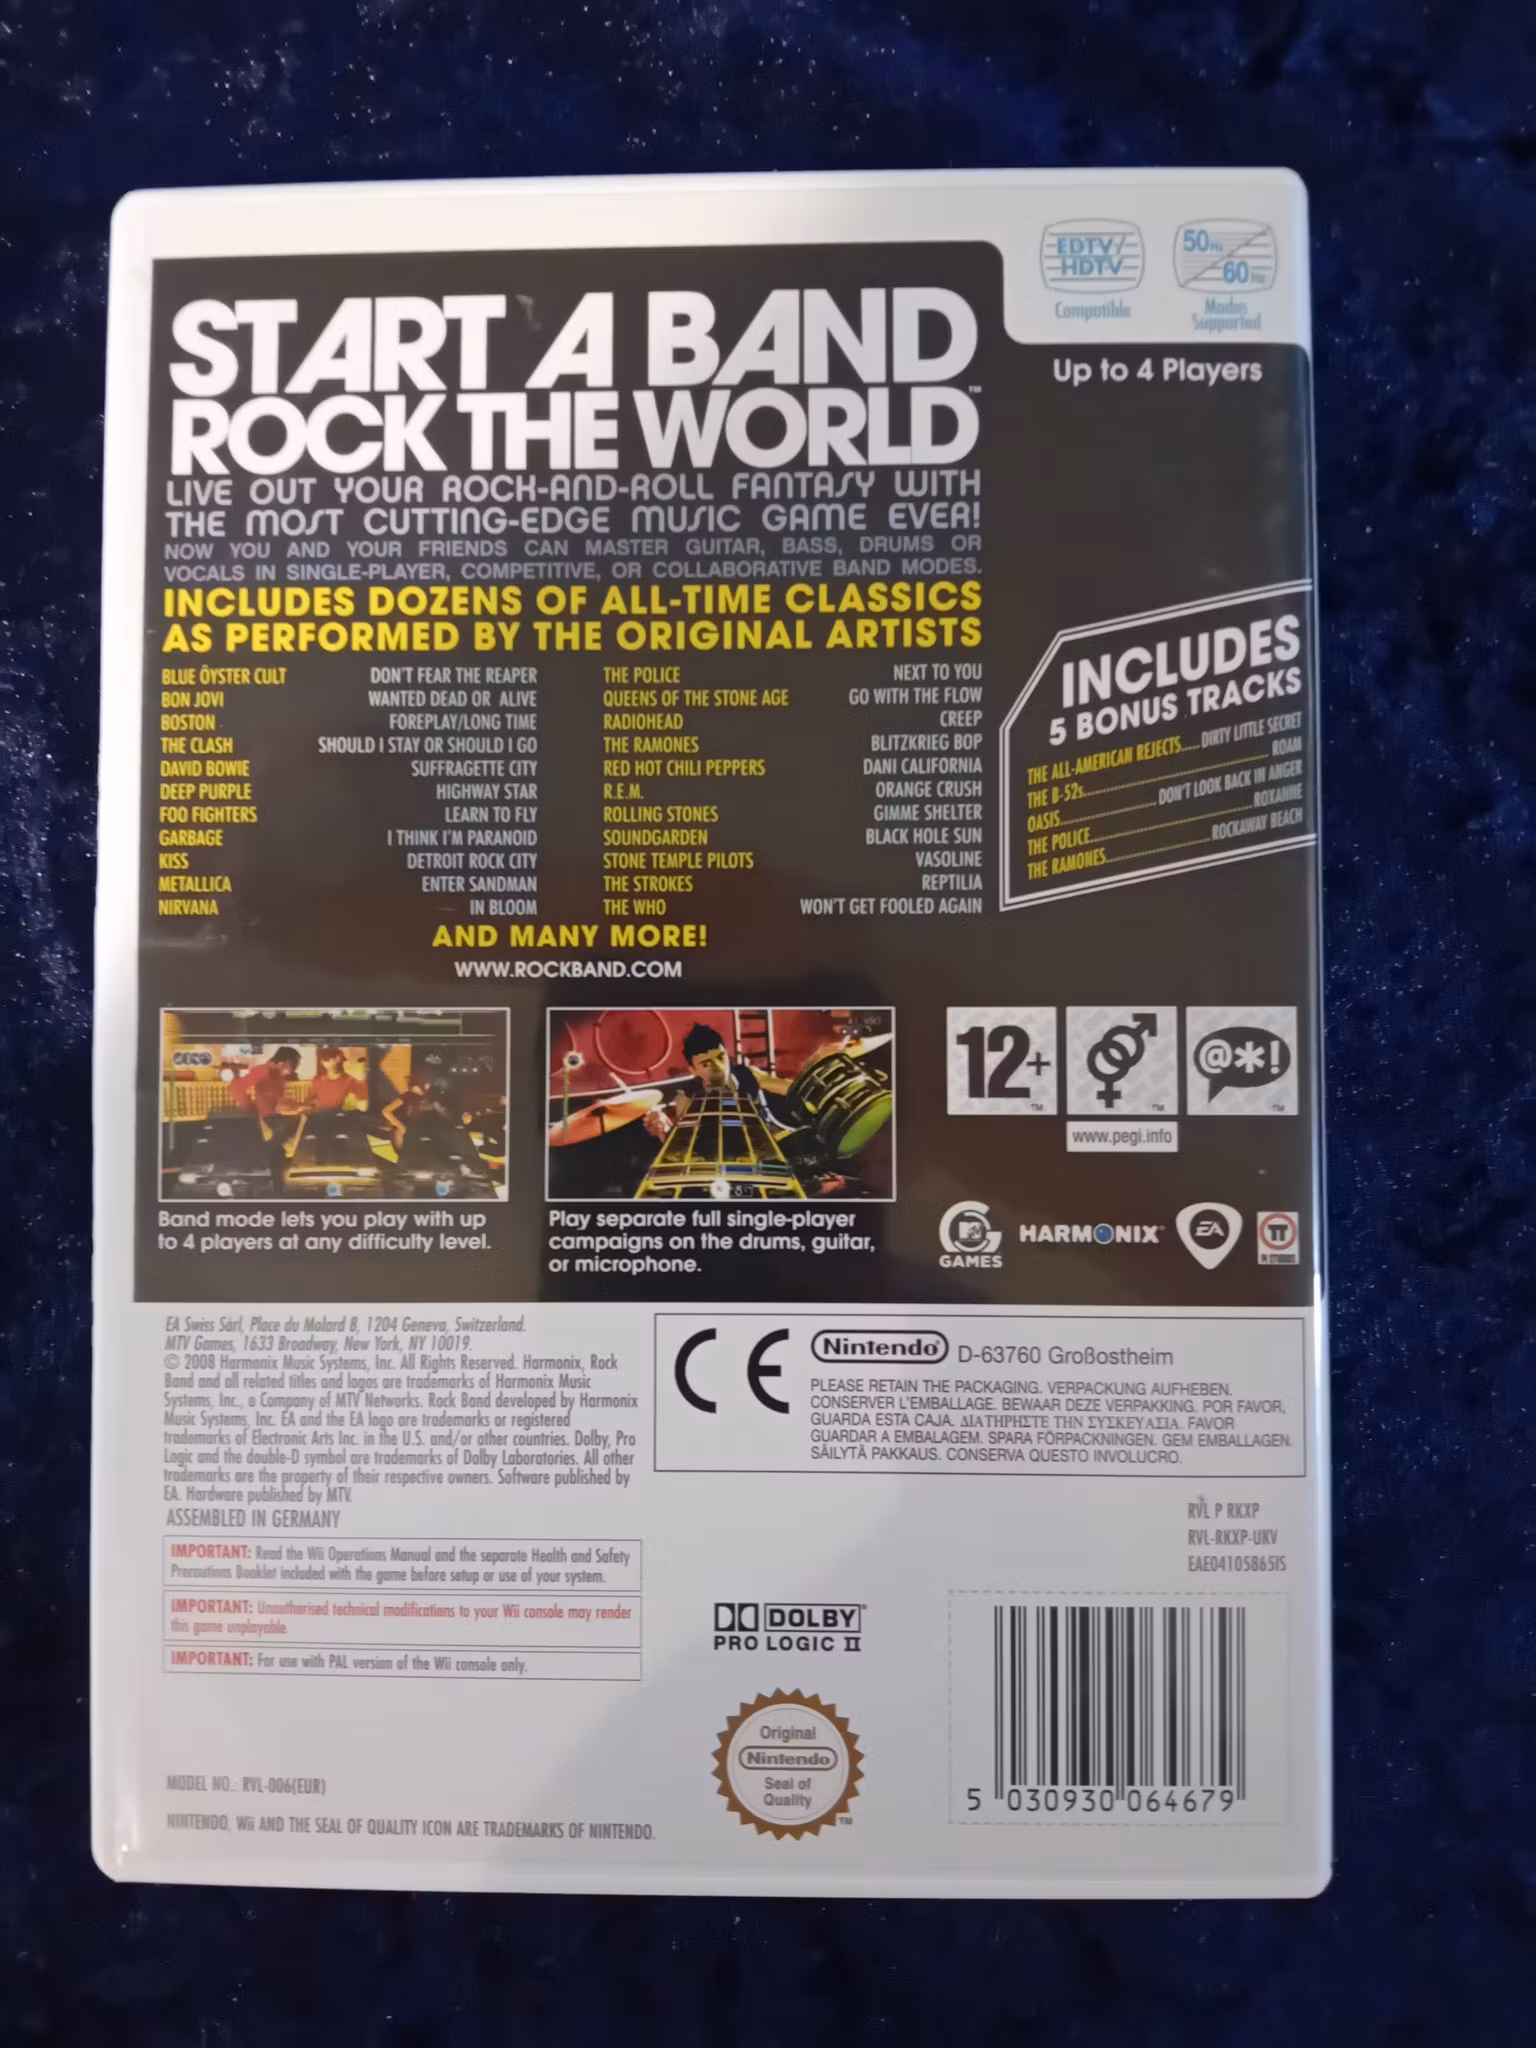 EDTV/
HDTV
Compatible
50Hz
60Hz
Modes
Supported
START A BAND
ROCK THE WORLD™
Up to 4 Players
LIVE OUT YOUR ROCK-AND-ROLL FANTASY WITH
THE MOST CUTTING-EDGE MUSIC GAME EVER!
NOW YOU AND YOUR FRIENDS CAN MASTER GUITAR, BASS, DRUMS OR
VOCALS IN SINGLE-PLAYER, COMPETITIVE, OR COLLABORATIVE BAND MODES.
INCLUDES DOZENS OF ALL-TIME CLASSICS
AS PERFORMED BY THE ORIGINAL ARTISTS
BLUE ÖYSTER CULT DON'T FEAR THE REAPER
BON JOVI WANTED DEAD OR ALIVE
BOSTON FOREPLAY/LONG TIME
THE CLASH SHOULD I STAY OR SHOULD I GO
DAVID BOWIE SUFFRAGETTE CITY
DEEP PURPLE HIGHWAY STAR
FOO FIGHTERS LEARN TO FLY
GARBAGE I THINK I'M PARANOID
KISS DETROIT ROCK CITY
METALLICA ENTER SANDMAN
NIRVANA IN BLOOM
THE POLICE NEXT TO YOU
QUEENS OF THE STONE AGE GO WITH THE FLOW
RADIOHEAD CREEP
THE RAMONES BLITZKRIEG BOP
RED HOT CHILI PEPPERS DANI CALIFORNIA
R.E.M. ORANGE CRUSH
ROLLING STONES GIMME SHELTER
SOUNDGARDEN BLACK HOLE SUN
STONE TEMPLE PILOTS VASOLINE
THE STROKES REPTILIA
THE WHO WON'T GET FOOLED AGAIN
AND MANY MORE!
WWW.ROCKBAND.COM
INCLUDES
5 BONUS TRACKS
THE ALL-AMERICAN REJECTS..... DIRTY LITTLE SECRET
THE B-52s.......................................... ROAM
OASIS...................... DON'T LOOK BACK IN ANGER
THE POLICE.....................................ROXANNE
THE RAMONES........................ ROCKAWAY BEACH
Band mode lets you play with up
to 4 players at any difficulty level.
Play separate full single-player
campaigns on the drums, guitar,
or microphone.
12+
TM
TM
@*!
TM
www.pegi.info
MTV
GAMES
HARMONIX
EA
EA Swiss Sàrl, Place du Molard 8, 1204 Geneva, Switzerland.
MTV Games, 1633 Broadway, New York, NY 10019.
© 2008 Harmonix Music Systems, Inc. All Rights Reserved. Harmonix, Rock
Band and all related titles and logos are trademarks of Harmonix Music
Systems, Inc., a Company of MTV Networks. Rock Band developed by Harmonix
Music Systems, Inc. EA and the EA logo are trademarks or registered
trademarks of Electronic Arts Inc. in the U.S. and/or other countries. Dolby, Pro
Logic and the double-D symbol are trademarks of Dolby Laboratories. All other
trademarks are the property of their respective owners. Software published by
EA. Hardware published by MTV.
ASSEMBLED IN GERMANY
CE
Nintendo® D-63760 Großostheim
PLEASE RETAIN THE PACKAGING. VERPACKUNG AUFHEBEN.
CONSERVER L'EMBALLAGE. BEWAAR DEZE VERPAKKING. POR FAVOR,
GUARDA ESTA CAJA. ΔΙΑΤΗΡΗΣΤΕ ΤΗΝ ΣΥΣΚΕΥΑΣΙΑ. FAVOR
GUARDAR A EMBALAGEM. SPARA FÖRPACKNINGEN. GEM EMBALLAGEN.
SÄILYTÄ PAKKAUS. CONSERVA QUESTO INVOLUCRO.
RVL P RKXP
RVL-RKXP-UKV
EAE04105865IS
IMPORTANT: Read the Wii Operations Manual and the separate Health and Safety
Precautions Booklet included with the game before setup or use of your system.
IMPORTANT: Unauthorised technical modifications to your Wii console may render
this game unplayable.
IMPORTANT: For use with PAL version of the Wii console only.
DOLBY®
PRO LOGIC II
Original
Nintendo
Seal of
Quality
TM
MODEL NO.: RVL-006(EUR)
NINTENDO, Wii AND THE SEAL OF QUALITY ICON ARE TRADEMARKS OF NINTENDO.
5 030930 064679